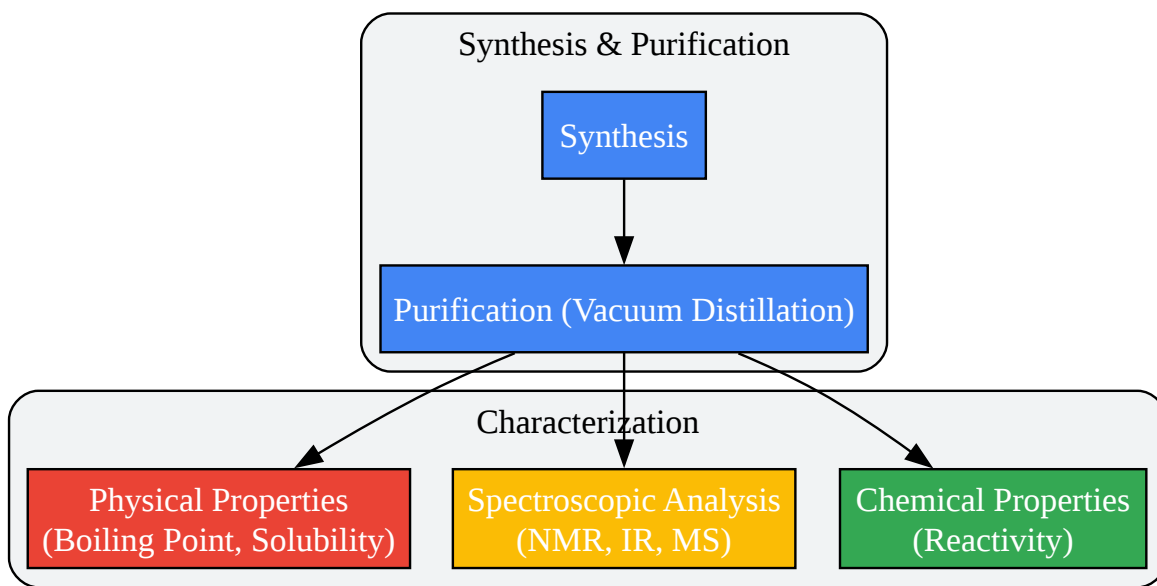 Synthesis & Purification
Synthesis
Purification (Vacuum Distillation)
Characterization
Physical Properties
(Boiling Point, Solubility)
Spectroscopic Analysis
(NMR, IR, MS)
Chemical Properties
(Reactivity)